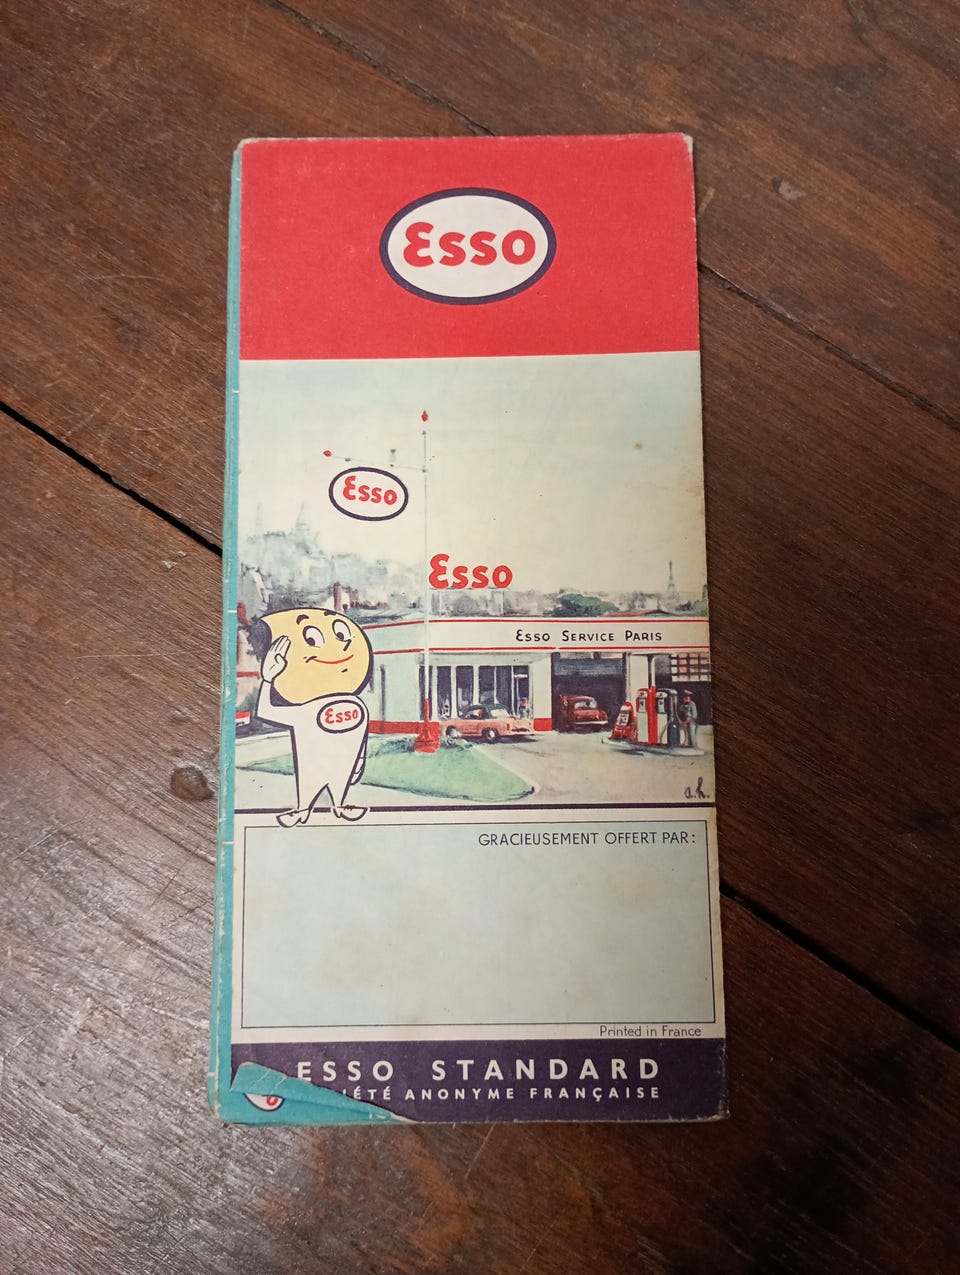 Esso
Esso
Esso
Esso Service Paris
Esso
a.h.
GRACIEUSEMENT OFFERT PAR:
Printed in France
ESSO STANDARD
ANONYME FRANÇAISE